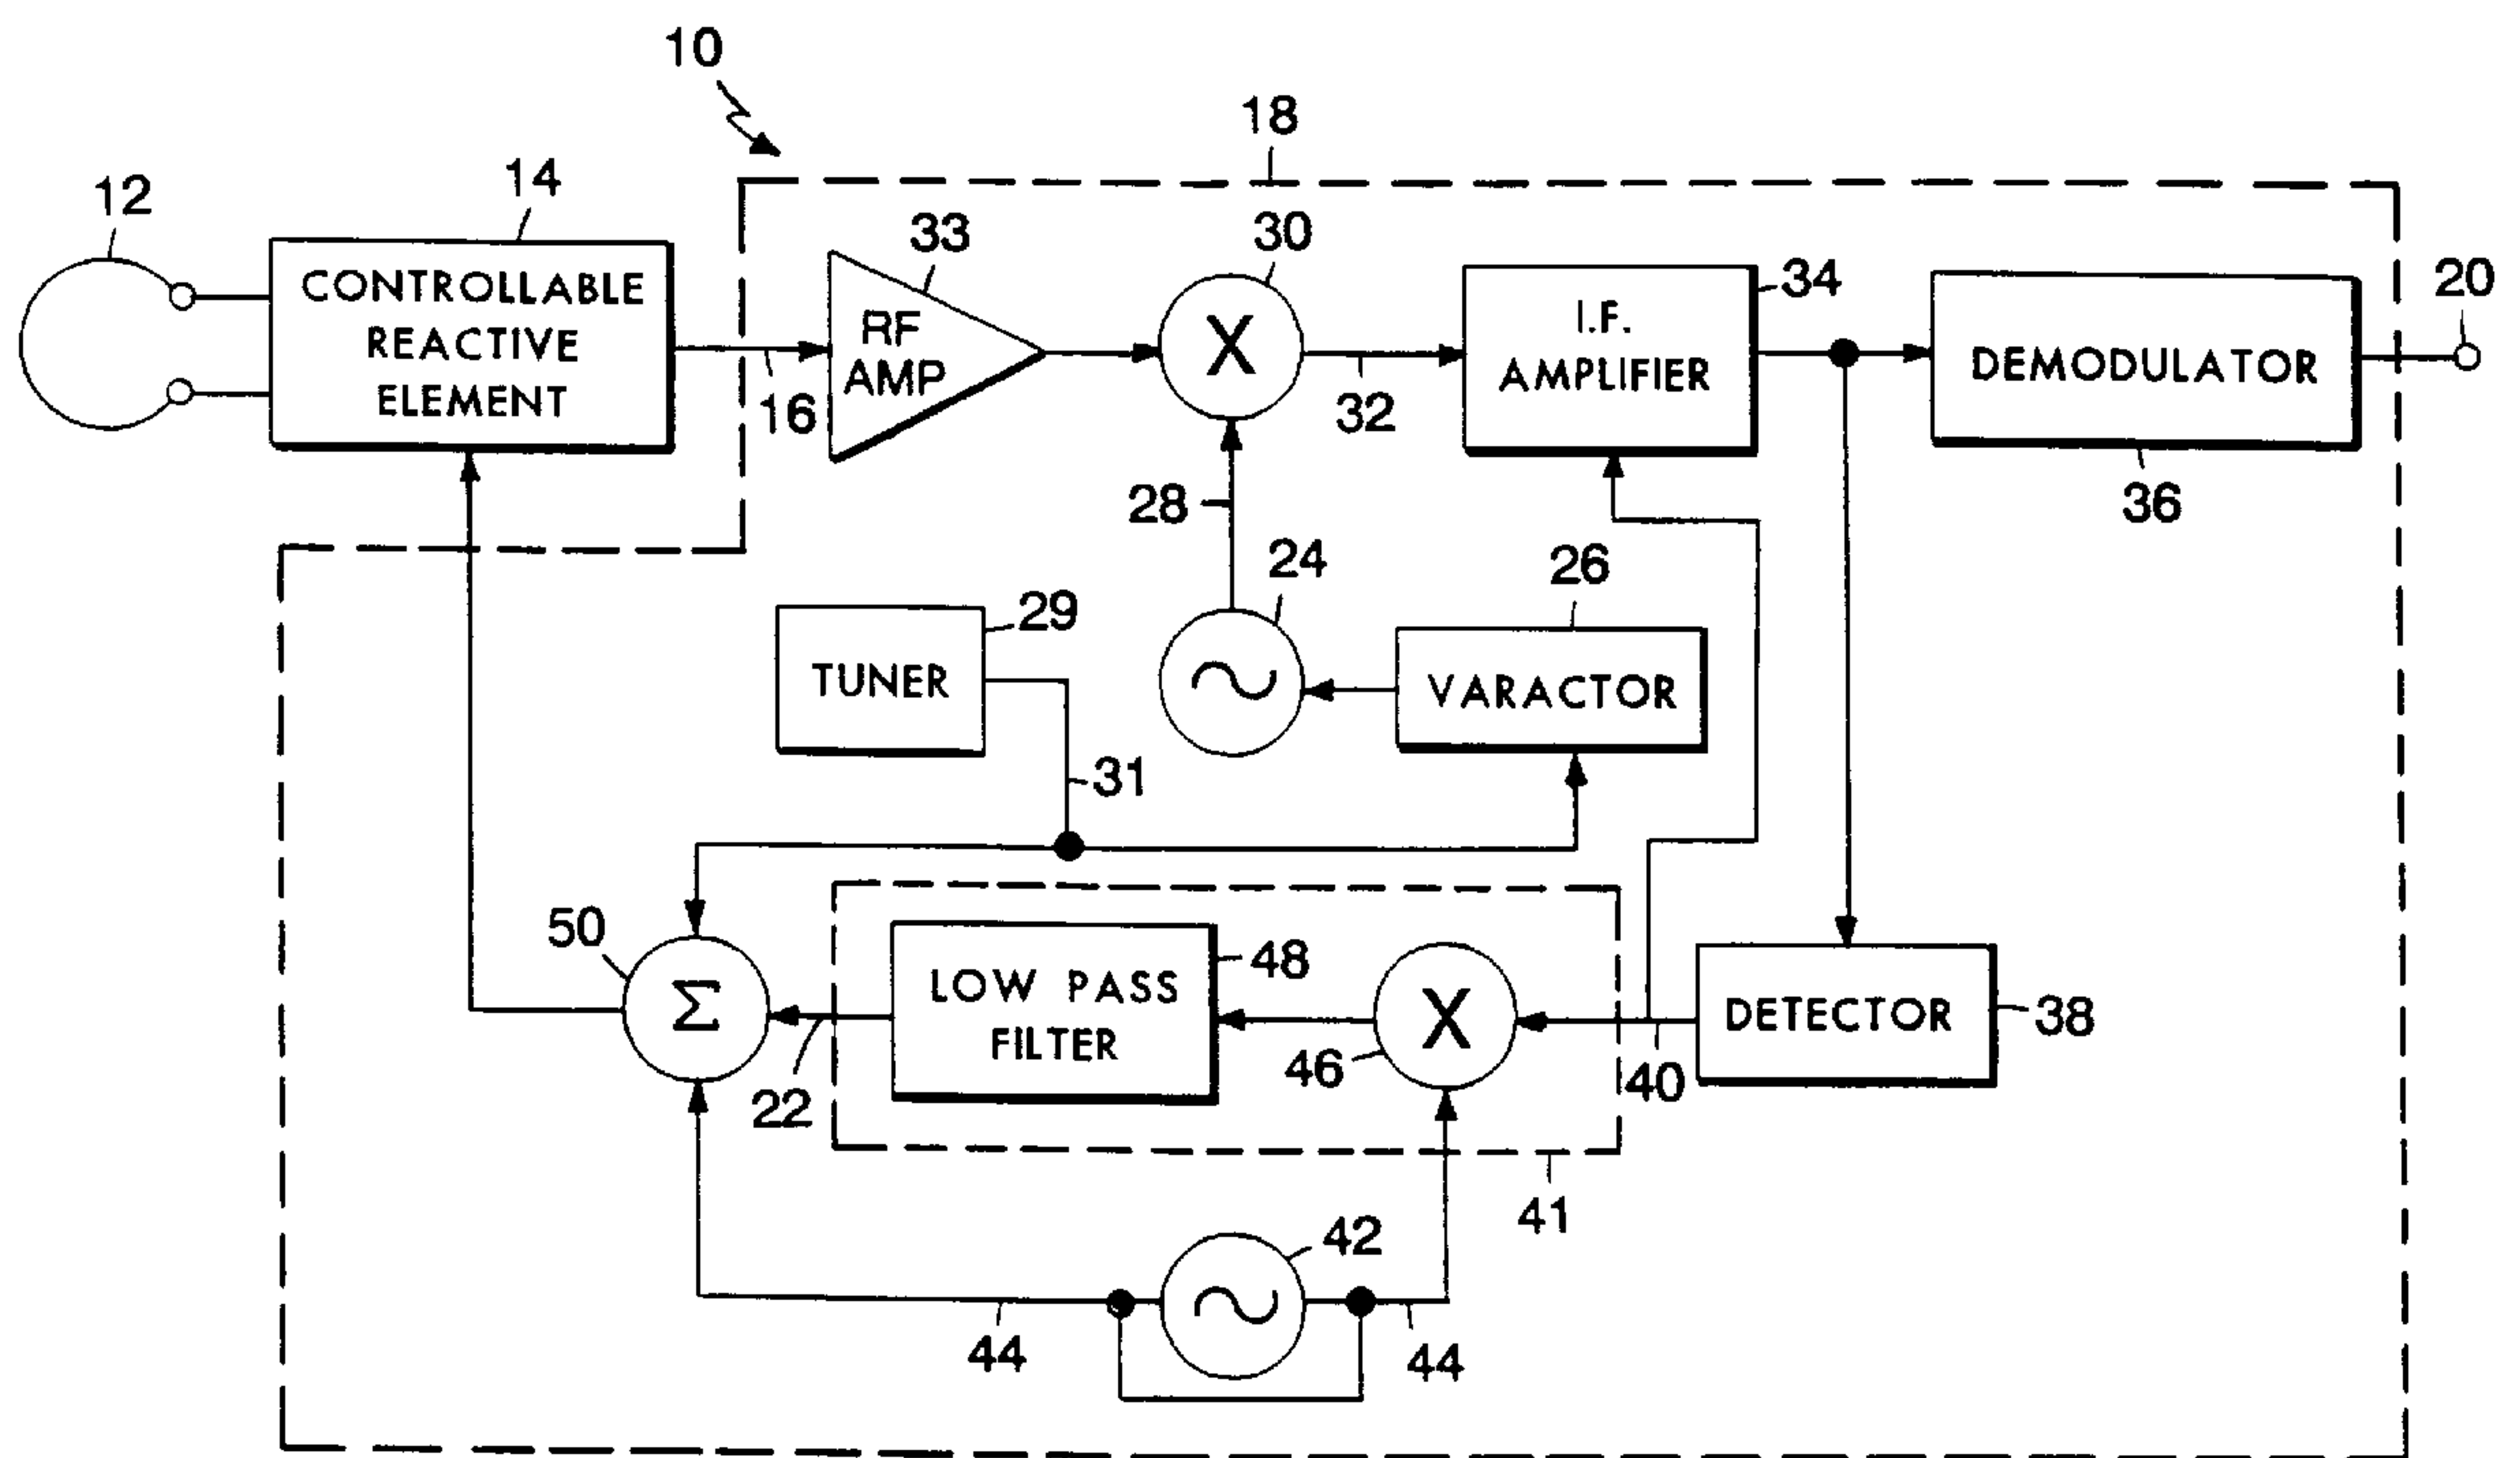 10
18
12
14
33
30
34
20
CONTROLLABLE
REACTIVE
ELEMENT
RF
AMP
X
I.F.
AMPLIFIER
DEMODULATOR
16
32
28
36
24
26
29
TUNER
VARACTOR
31
50
Σ
LOW PASS
FILTER
48
X
46
DETECTOR
38
22
40
41
42
44
44